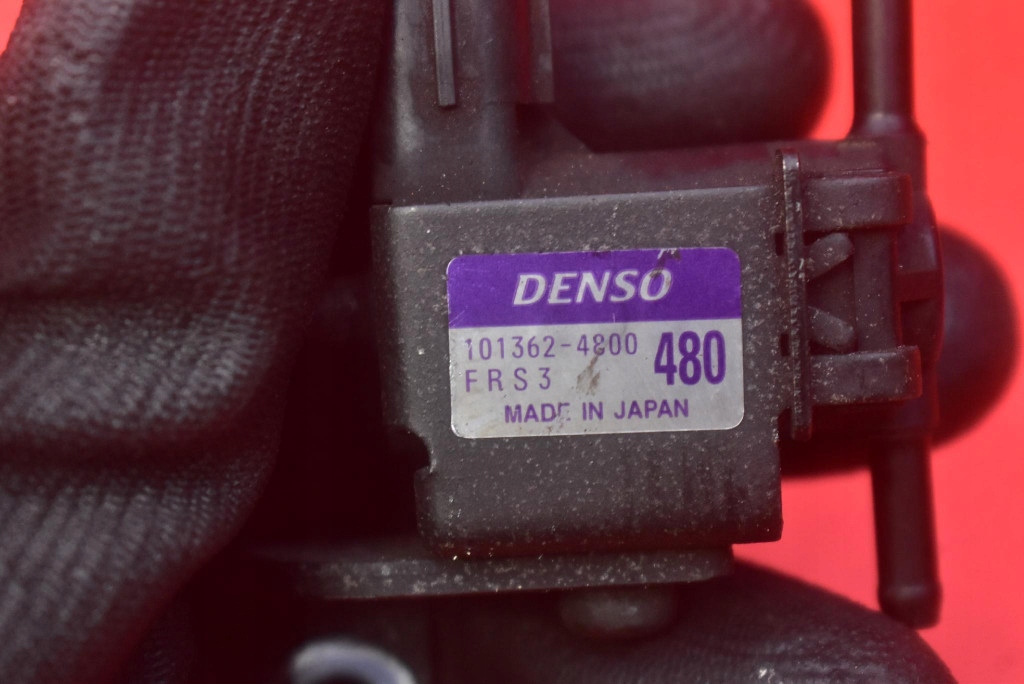 DENSO
101362-4800 480
FRS3
MADE IN JAPAN